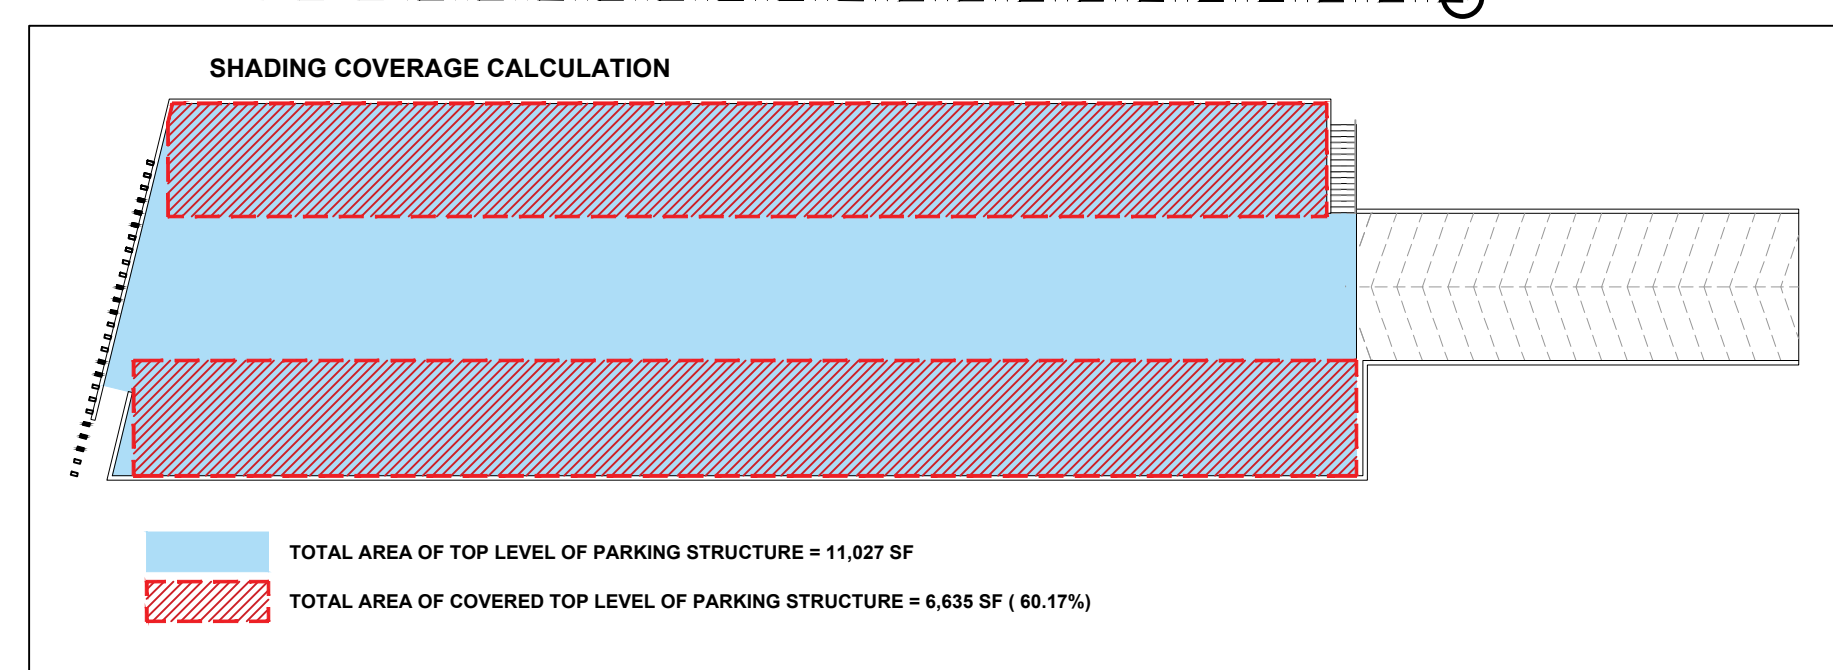 SHADING COVERAGE CALCULATION
TOTAL AREA OF TOP LEVEL OF PARKING STRUCTURE = 11,027 SF
TOTAL AREA OF COVERED TOP LEVEL OF PARKING STRUCTURE = 6,635 SF ( 60.17%)